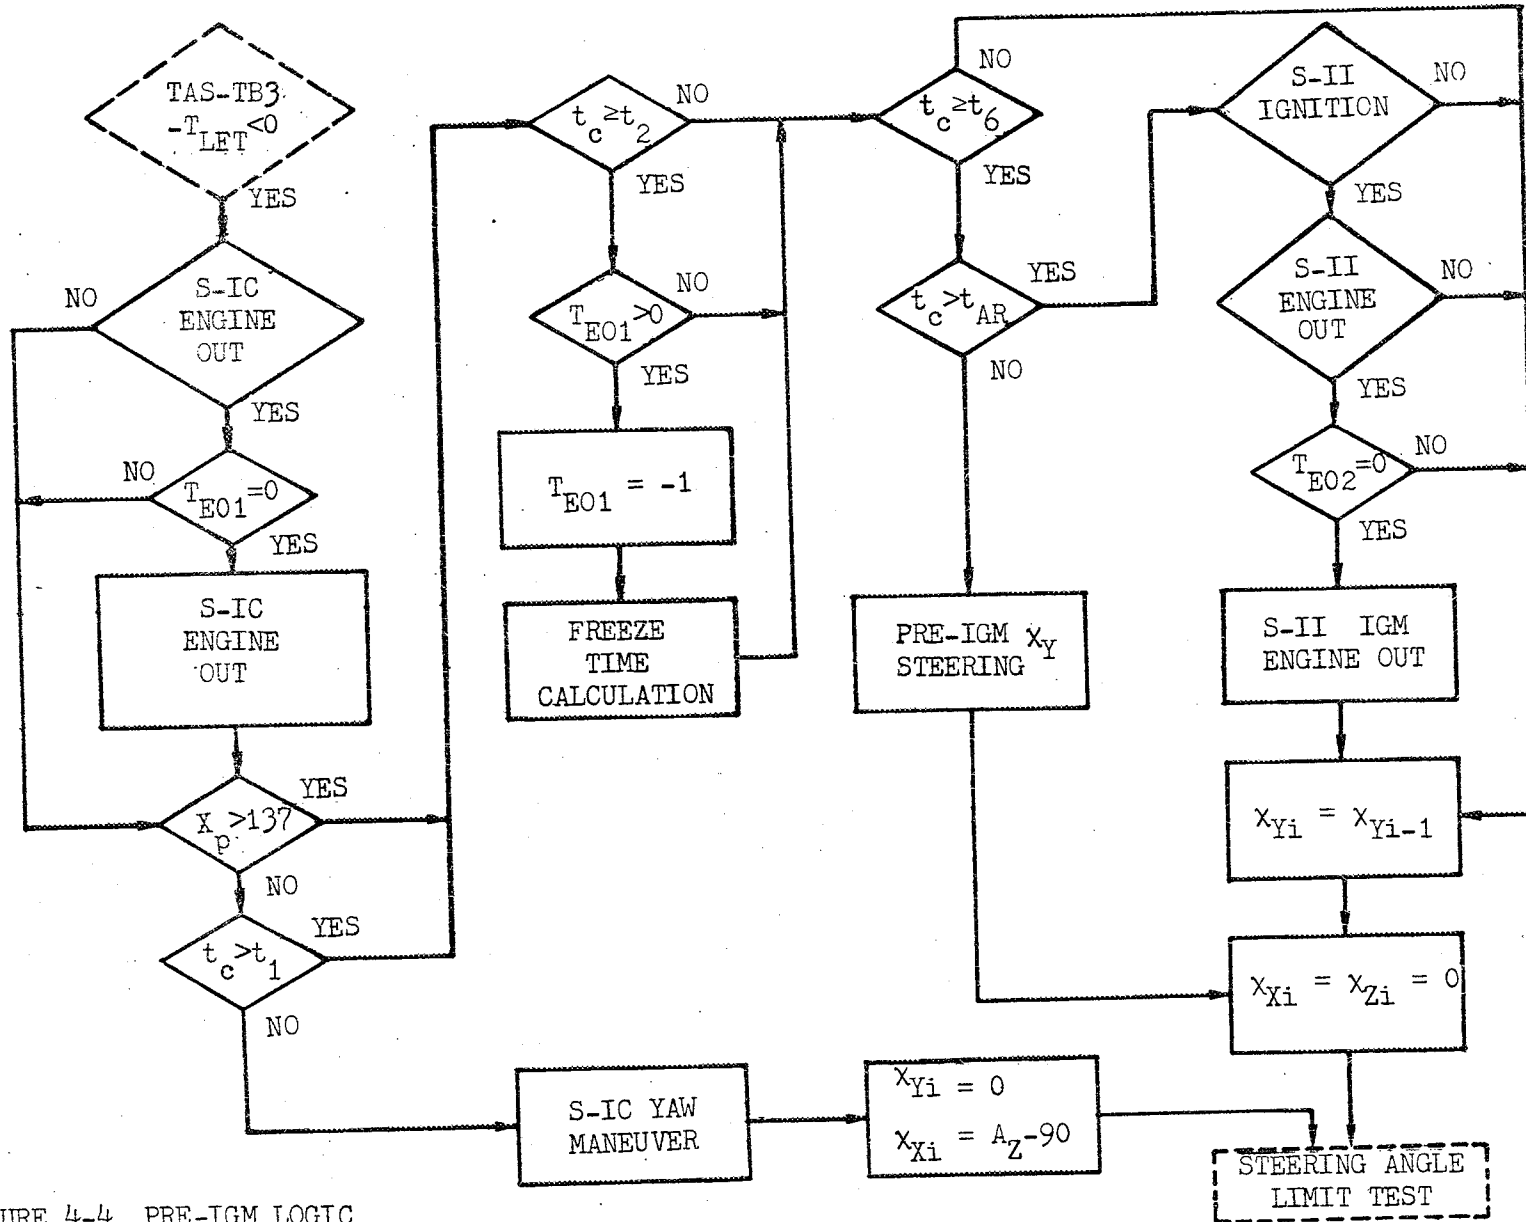 TAS-TB3
-T_LET<0
YES
S-IC
ENGINE
OUT
NO
YES
T_EO1=0
NO
YES
S-IC
ENGINE
OUT
X_p>137
YES
NO
t_c>t_1
YES
NO
t_c≥t_2
NO
YES
T_EO1>0
NO
YES
T_EO1 = -1
FREEZE
TIME
CALCULATION
t_c≥t_6
NO
YES
t_c>t_AR
YES
NO
PRE-IGM χ_Y
STEERING
S-II
IGNITION
NO
YES
S-II
ENGINE
OUT
NO
YES
T_EO2=0
NO
YES
S-II IGM
ENGINE OUT
χ_Yi = χ_Yi-1
χ_Xi = χ_Zi = 0
S-IC YAW
MANEUVER
χ_Yi = 0
χ_Xi = A_Z-90
STEERING ANGLE
LIMIT TEST
URE 4-4 PRE-IGM LOGIC